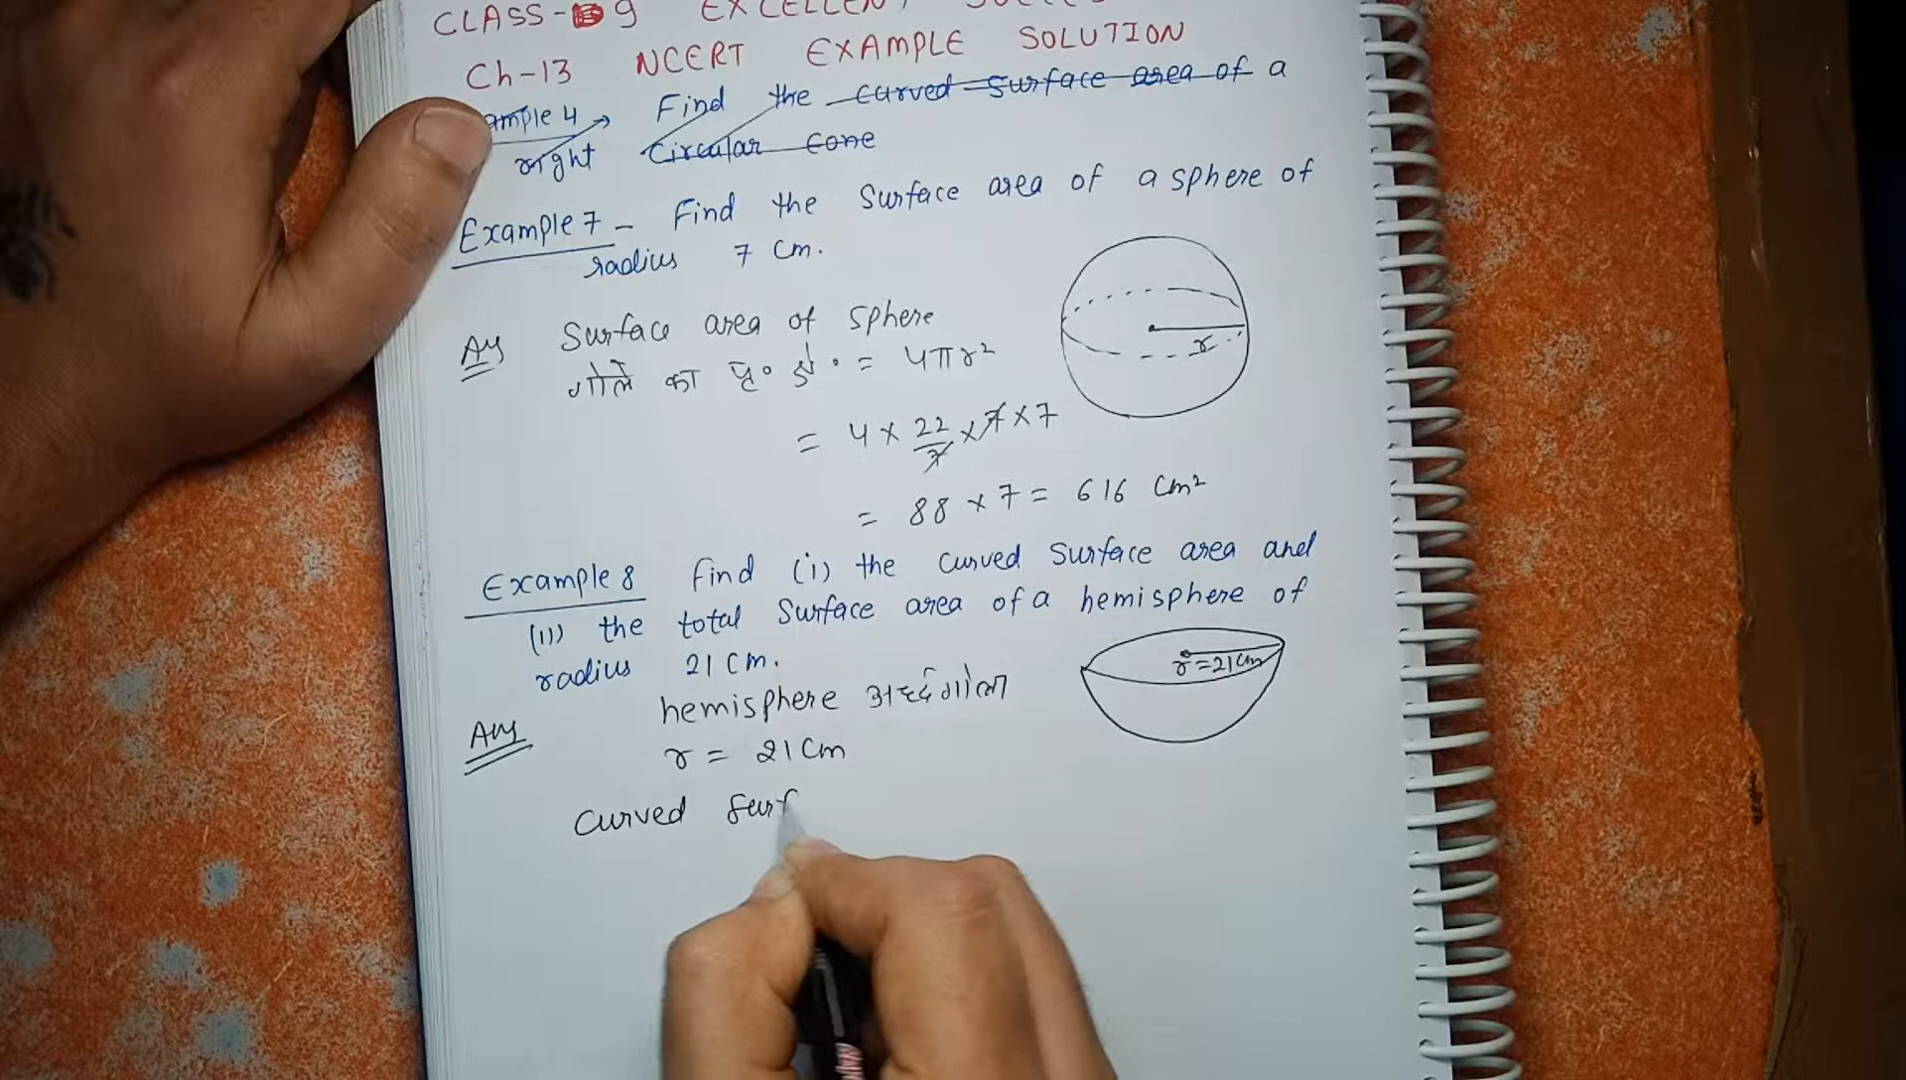 CLASS-9 EXCELLENT
Ch-13 NCERT EXAMPLE SOLUTION
ample 4 → Find the curved surface area of a
right Circular Cone
Example 7 - Find the Surface area of a sphere of
radius 7 cm.
Ans Surface area of sphere
गोले का पृ० क्षे० = 4πr²
r
= 4 × 22/7 × 7 × 7
= 88 × 7 = 616 Cm²
Example 8 find (i) the curved Surface area and
(ii) the total Surface area of a hemisphere of
radius 21 Cm.
r=21cm
Ans hemisphere अर्द्धगोला
r = 21 Cm
Curved Surf